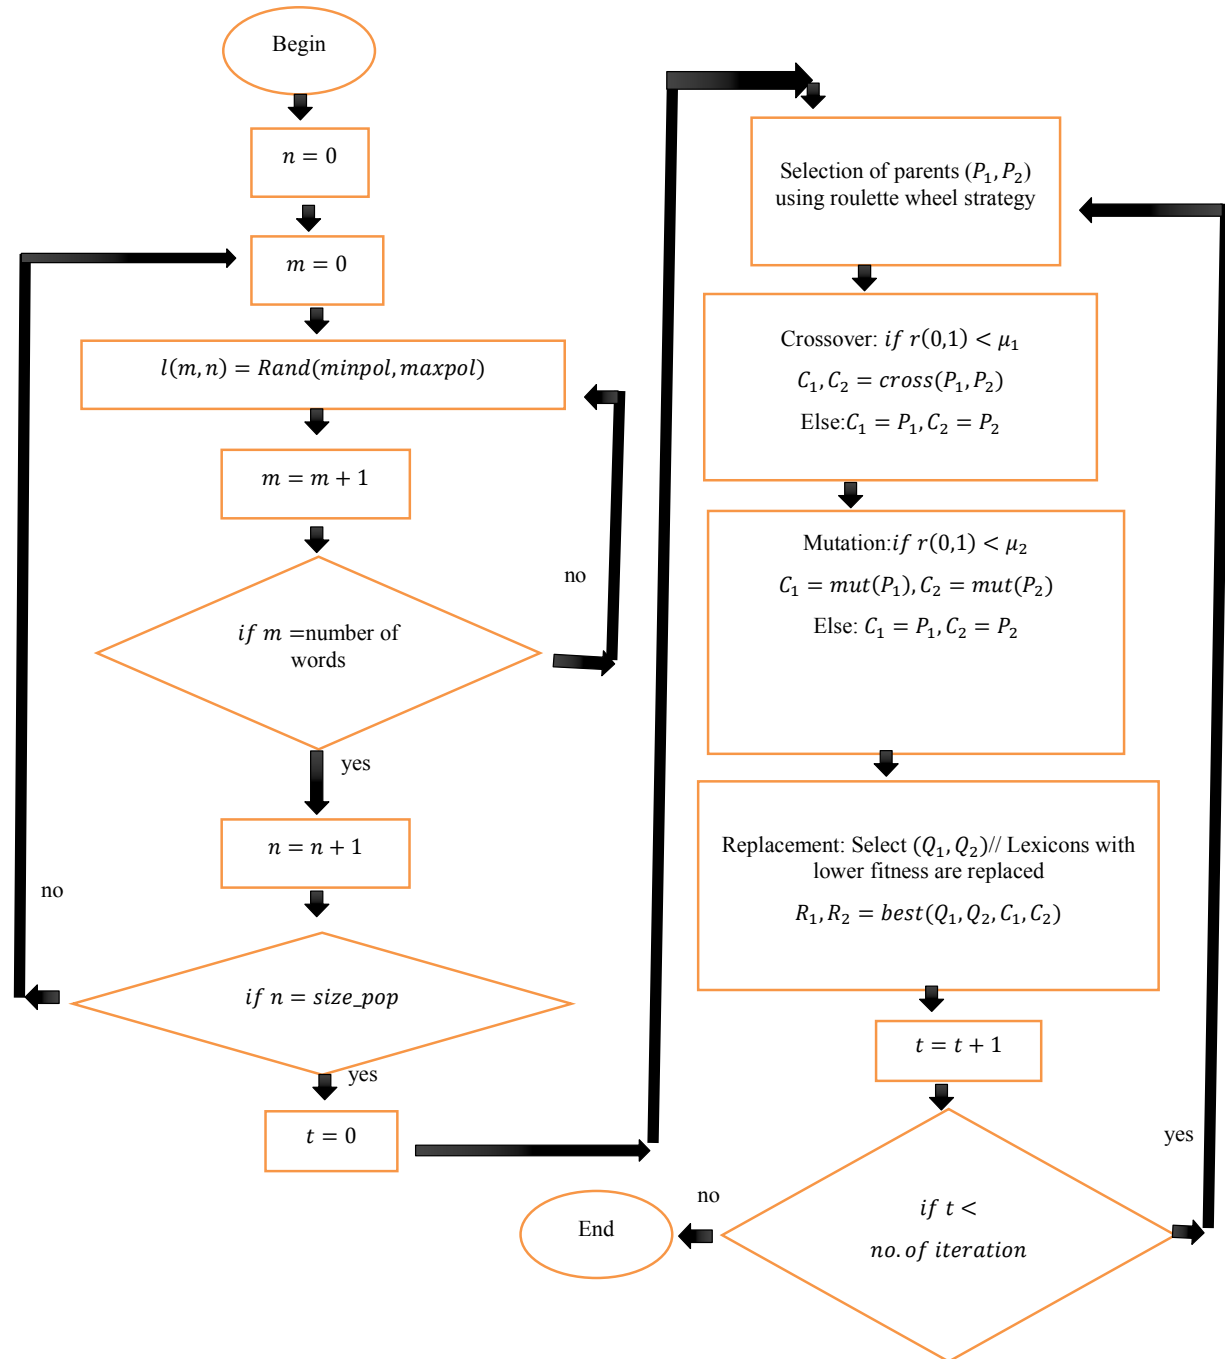 Begin
n = 0
m = 0
l(m, n) = Rand(minpol, maxpol)
m = m + 1
no
if m =number of
words
yes
n = n + 1
no
if n = size_pop
yes
t = 0
Selection of parents (P₁, P₂)
using roulette wheel strategy
Crossover: if r(0,1) < μ₁
C₁, C₂ = cross(P₁, P₂)
Else:C₁ = P₁, C₂ = P₂
Mutation:if r(0,1) < μ₂
C₁ = mut(P₁), C₂ = mut(P₂)
Else: C₁ = P₁, C₂ = P₂
Replacement: Select (Q₁, Q₂)// Lexicons with
lower fitness are replaced
R₁, R₂ = best(Q₁, Q₂, C₁, C₂)
t = t + 1
yes
if t <
no. of iteration
no
End